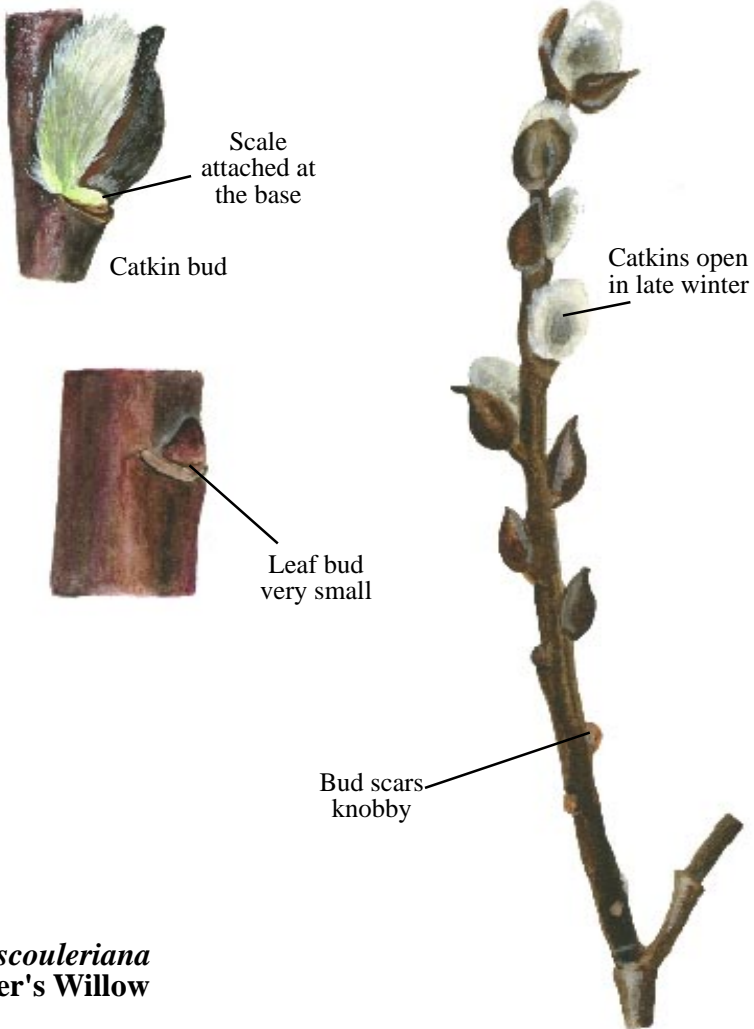 Scale
attached at
the base
Catkin bud
Catkins open
in late winter
Leaf bud
very small
Bud scars
knobby
scouleriana
er's Willow